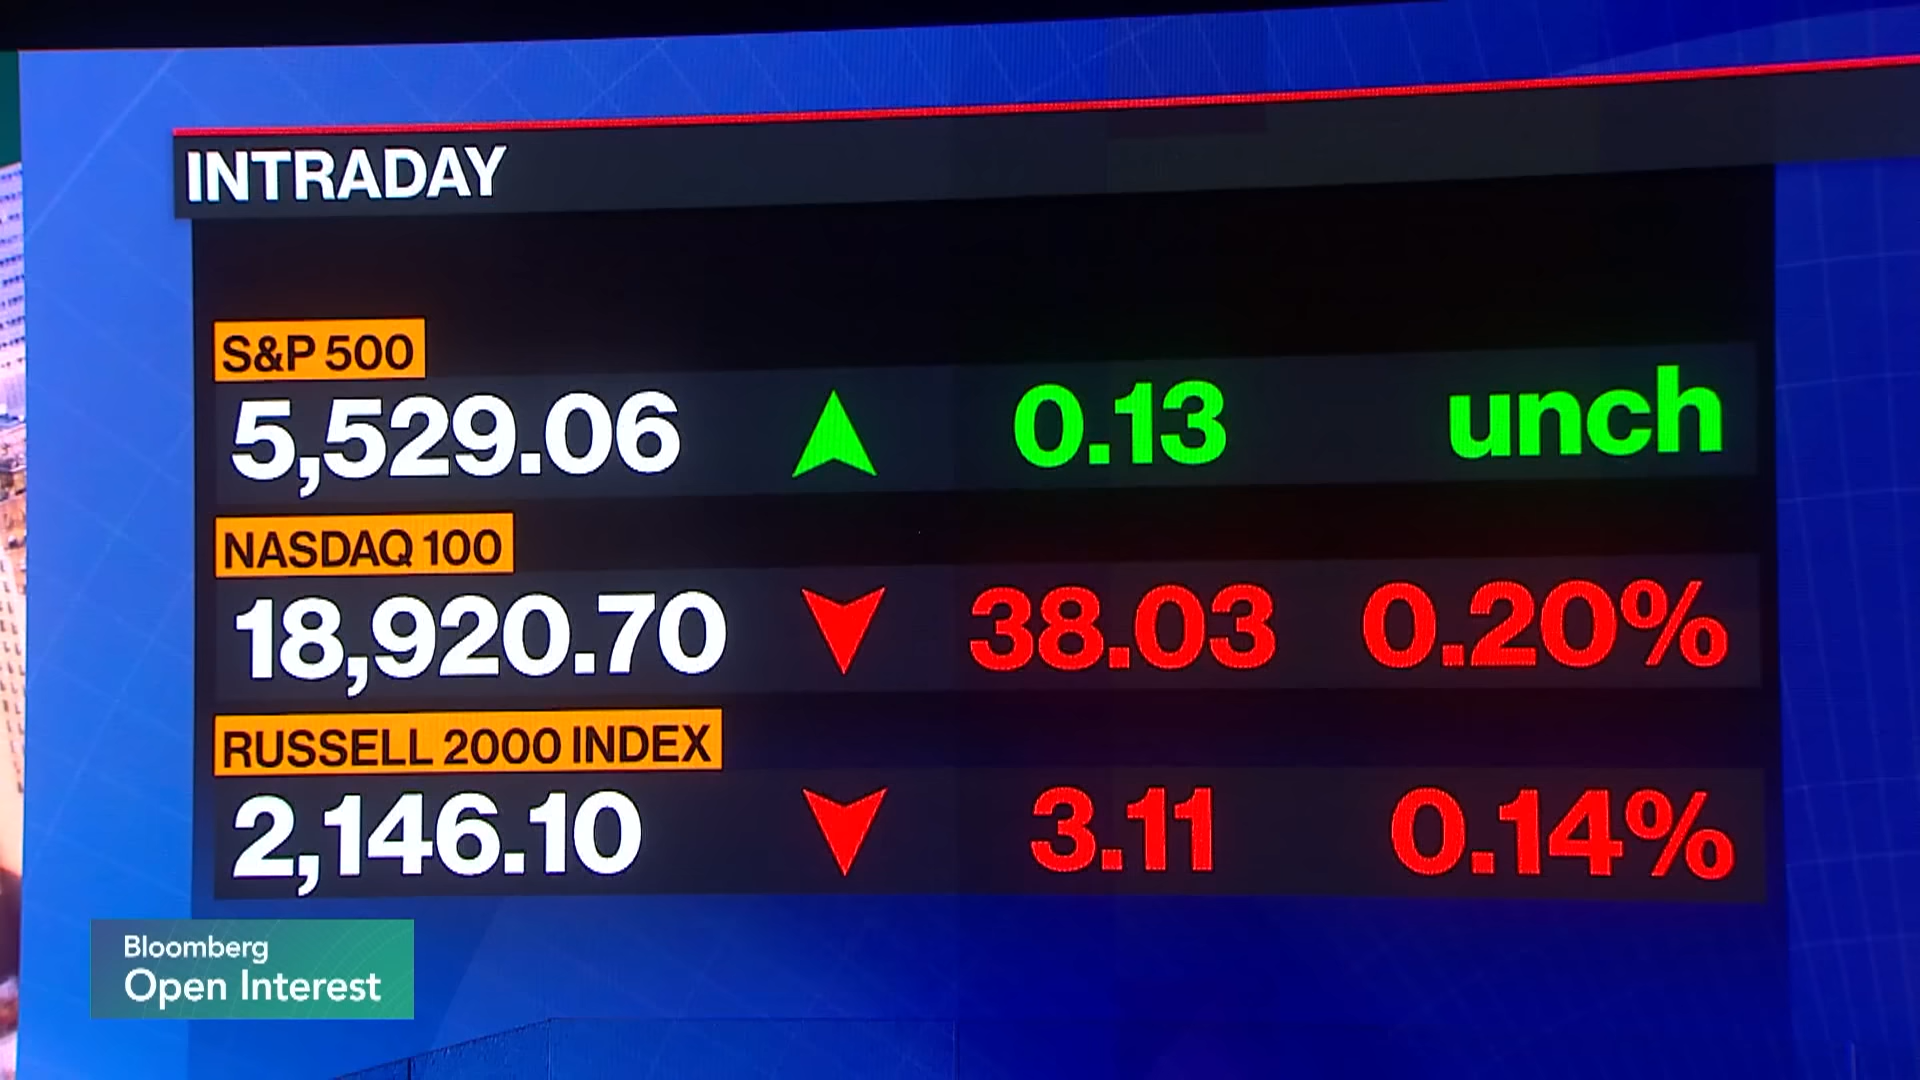 INTRADAY
S&P 500
5,529.06 0.13 unch
NASDAQ 100
18,920.70 38.03 0.20%
RUSSELL 2000 INDEX
2,146.10 3.11 0.14%
Bloomberg
Open Interest